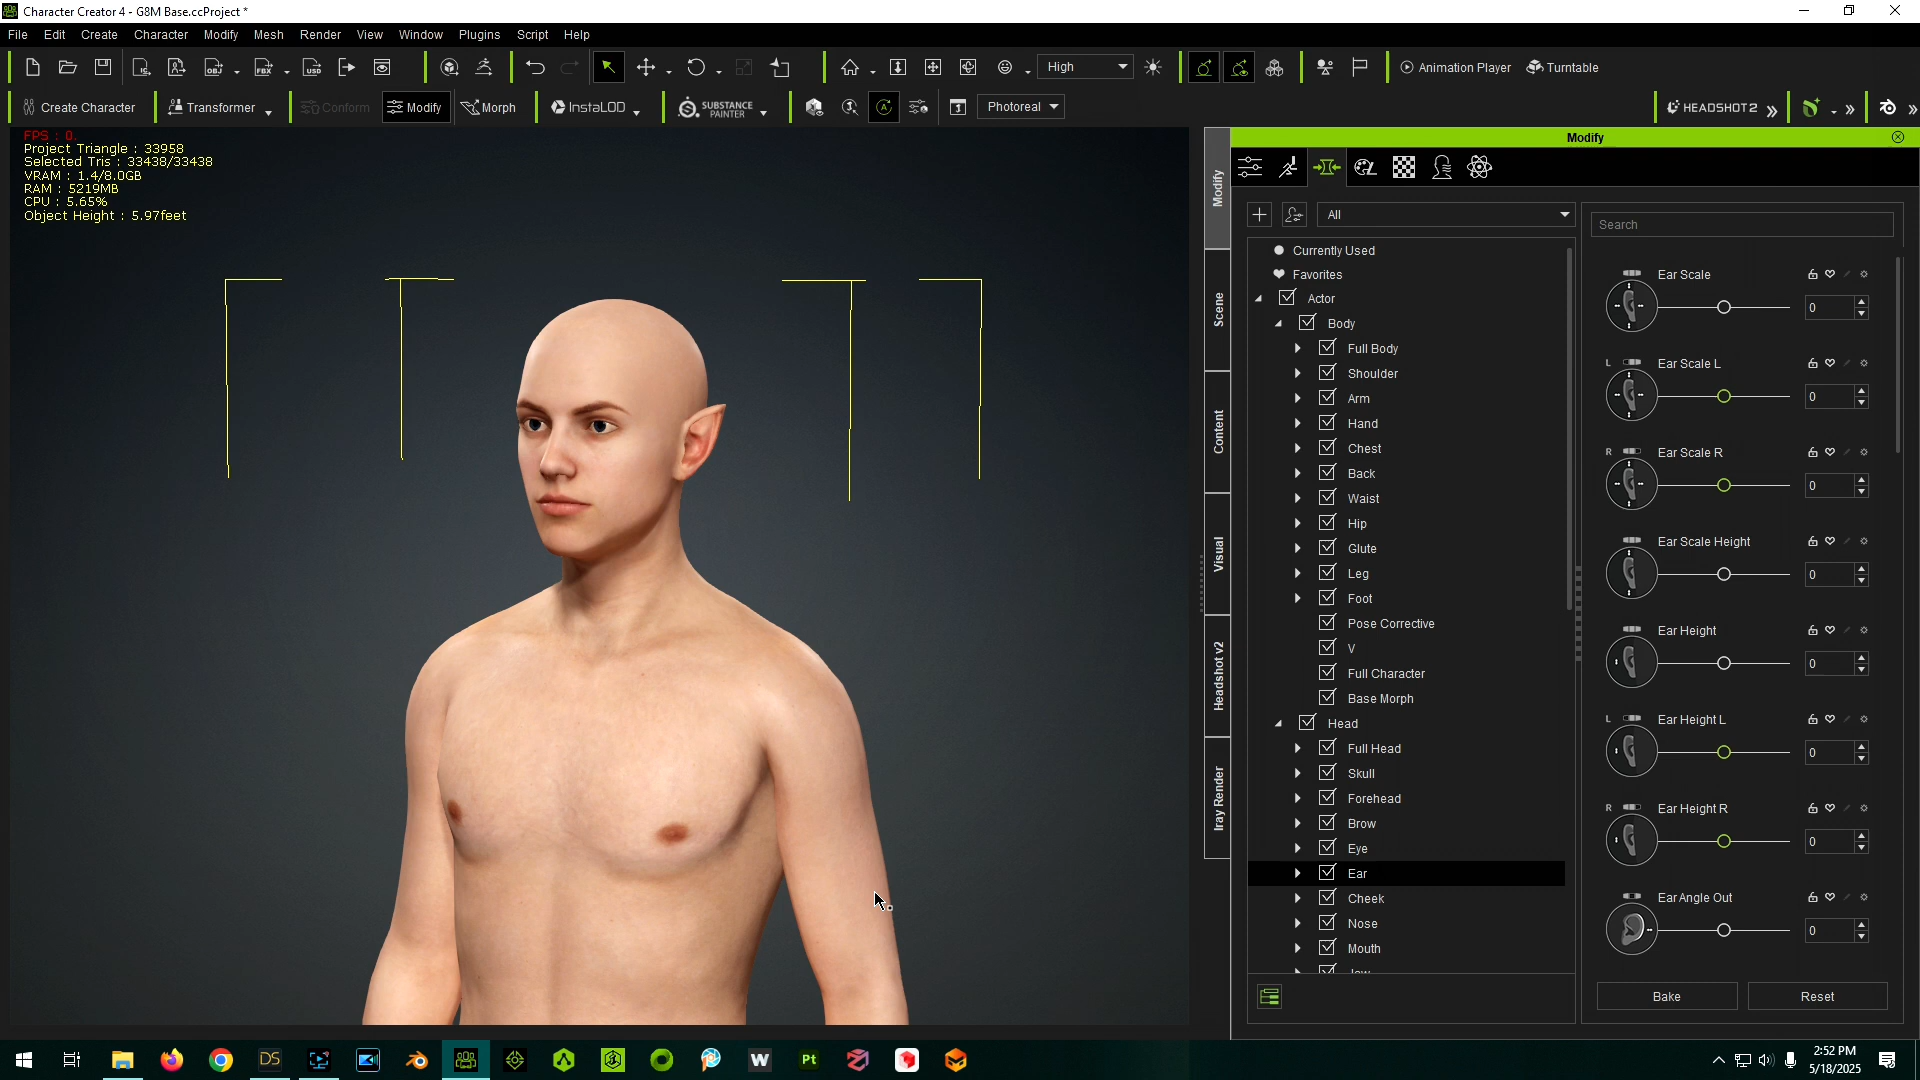 Character Creator 4 - G8M Base.ccProject *
File Edit Create Character Modify Mesh Render View Window Plugins Script Help
High
Animation Player
Turntable
Create Character
Transformer
Conform
Modify
Morph
InstaLOD
SUBSTANCE PAINTER
Photoreal
HEADSHOT2
FPS : 0.
Project Triangle : 33958
Selected Tris : 33438/33438
VRAM : 1.4/8.0GB
RAM : 5219MB
CPU : 5.65%
Object Height : 5.97feet
Modify
Scene
Content
Visual
Headshot v2
Iray Render
Modify
All
Currently Used
Favorites
Actor
Body
Full Body
Shoulder
Arm
Hand
Chest
Back
Waist
Hip
Glute
Leg
Foot
Pose Corrective
V
Full Character
Base Morph
Head
Full Head
Skull
Forehead
Brow
Eye
Ear
Cheek
Nose
Mouth
Search
Ear Scale
0
L Ear Scale L
0
R Ear Scale R
0
Ear Scale Height
0
Ear Height
0
L Ear Height L
0
R Ear Height R
0
Ear Angle Out
0
Bake
Reset
DS
W
Pt
2:52 PM
5/18/2025